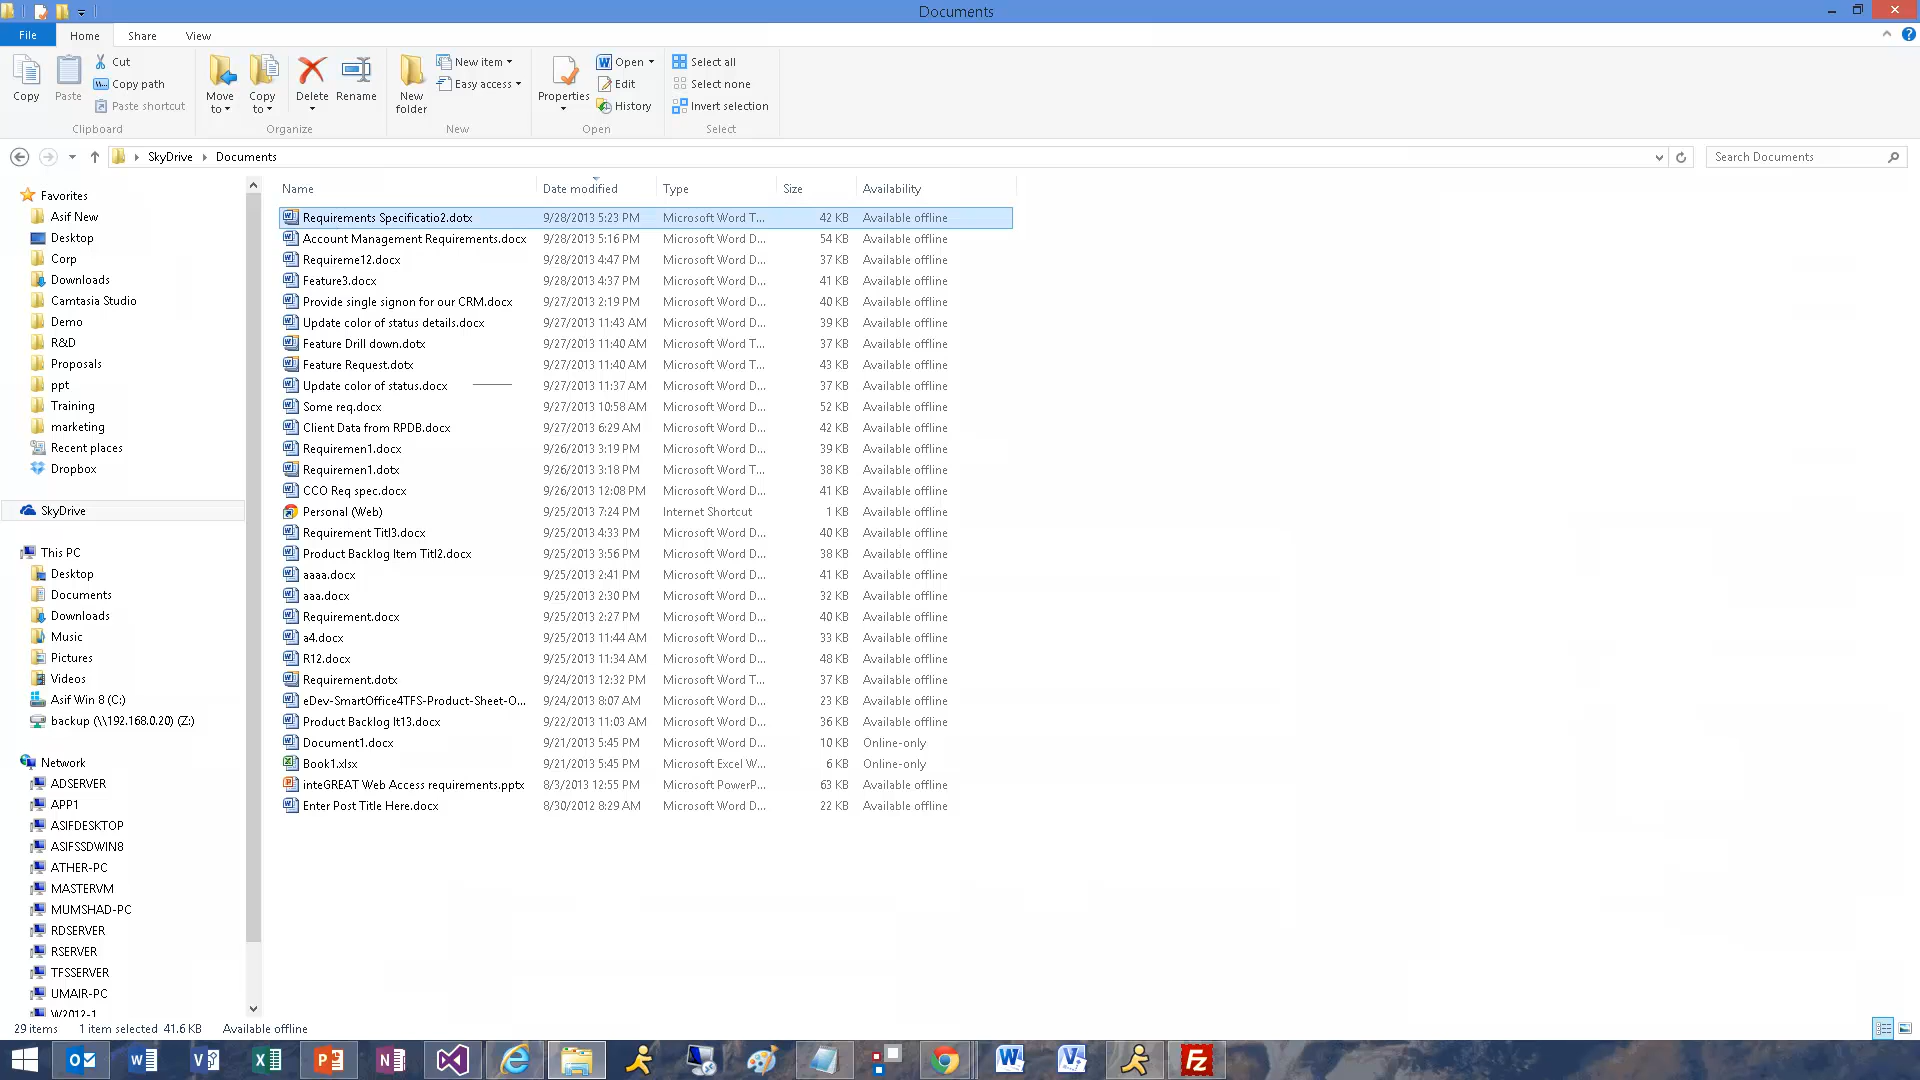 Documents
File Home Share View
Copy
Paste
Cut
Copy path
Paste shortcut
Clipboard
Move to
Copy to
Delete
Rename
Organize
New folder
New item
Easy access
New
Properties
Open
Edit
History
Open
Select all
Select none
Invert selection
Select
SkyDrive Documents
Search Documents
Favorites
Asif New
Desktop
Corp
Downloads
Camtasia Studio
Demo
R&D
Proposals
ppt
Training
marketing
Recent places
Dropbox
SkyDrive
This PC
Desktop
Documents
Downloads
Music
Pictures
Videos
Asif Win 8 (C:)
backup (\\192.168.0.20) (Z:)
Network
ADSERVER
APP1
ASIFDESKTOP
ASIFSSDWIN8
ATHER-PC
MASTERVM
MUMSHAD-PC
RDSERVER
RSERVER
TFSSERVER
UMAIR-PC
W2012-1
Name Date modified Type Size Availability
Requirements Specificatio2.dotx 9/28/2013 5:23 PM Microsoft Word T... 42 KB Available offline
Account Management Requirements.docx 9/28/2013 5:16 PM Microsoft Word D... 54 KB Available offline
Requireme12.docx 9/28/2013 4:47 PM Microsoft Word D... 37 KB Available offline
Feature3.docx 9/28/2013 4:37 PM Microsoft Word D... 41 KB Available offline
Provide single signon for our CRM.docx 9/27/2013 2:19 PM Microsoft Word D... 40 KB Available offline
Update color of status details.docx 9/27/2013 11:43 AM Microsoft Word D... 39 KB Available offline
Feature Drill down.dotx 9/27/2013 11:40 AM Microsoft Word T... 37 KB Available offline
Feature Request.dotx 9/27/2013 11:40 AM Microsoft Word T... 43 KB Available offline
Update color of status.docx 9/27/2013 11:37 AM Microsoft Word D... 37 KB Available offline
Some req.docx 9/27/2013 10:58 AM Microsoft Word D... 52 KB Available offline
Client Data from RPDB.docx 9/27/2013 6:29 AM Microsoft Word D... 42 KB Available offline
Requiremen1.docx 9/26/2013 3:19 PM Microsoft Word D... 39 KB Available offline
Requiremen1.dotx 9/26/2013 3:18 PM Microsoft Word T... 38 KB Available offline
CCO Req spec.docx 9/26/2013 12:08 PM Microsoft Word D... 41 KB Available offline
Personal (Web) 9/25/2013 7:24 PM Internet Shortcut 1 KB Available offline
Requirement Titl3.docx 9/25/2013 4:33 PM Microsoft Word D... 40 KB Available offline
Product Backlog Item Titl2.docx 9/25/2013 3:56 PM Microsoft Word D... 38 KB Available offline
aaaa.docx 9/25/2013 2:41 PM Microsoft Word D... 41 KB Available offline
aaa.docx 9/25/2013 2:30 PM Microsoft Word D... 32 KB Available offline
Requirement.docx 9/25/2013 2:27 PM Microsoft Word D... 40 KB Available offline
a4.docx 9/25/2013 11:44 AM Microsoft Word D... 33 KB Available offline
R12.docx 9/25/2013 11:34 AM Microsoft Word D... 48 KB Available offline
Requirement.dotx 9/24/2013 12:32 PM Microsoft Word T... 37 KB Available offline
eDev-SmartOffice4TFS-Product-Sheet-O... 9/24/2013 8:07 AM Microsoft Word D... 23 KB Available offline
Product Backlog It13.docx 9/22/2013 11:03 AM Microsoft Word D... 36 KB Available offline
Document1.docx 9/21/2013 5:45 PM Microsoft Word D... 10 KB Online-only
Book1.xlsx 9/21/2013 5:45 PM Microsoft Excel W... 6 KB Online-only
inteGREAT Web Access requirements.pptx 8/3/2013 12:55 PM Microsoft PowerP... 63 KB Available offline
Enter Post Title Here.docx 8/30/2012 8:29 AM Microsoft Word D... 22 KB Available offline
29 items 1 item selected 41.6 KB Available offline